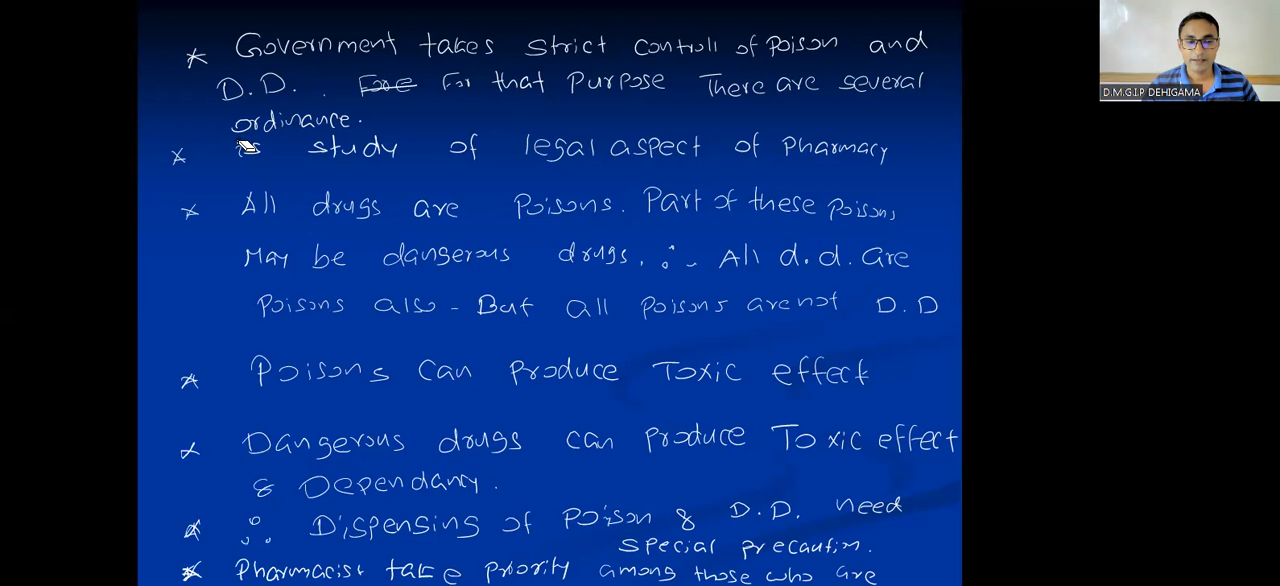 * Government takes strict controll of Poison and
D.D. Fore For that Purpose There are several
ordinance.
* study of legal aspect of Pharmacy
* All drugs are Poisons. Part of these poisons
May be dangerous drugs. ∴ All d.d. are
Poisons also - But all poisons are not D.D
* Poisons can produce Toxic effect
* Dangerous drugs can produce Toxic effect
& Dependancy.
* ∴ Dispensing of Poison & D.D. need
special precaution.
* Pharmacist take priority among those who are
D.M.G.I.P DEHIGAMA